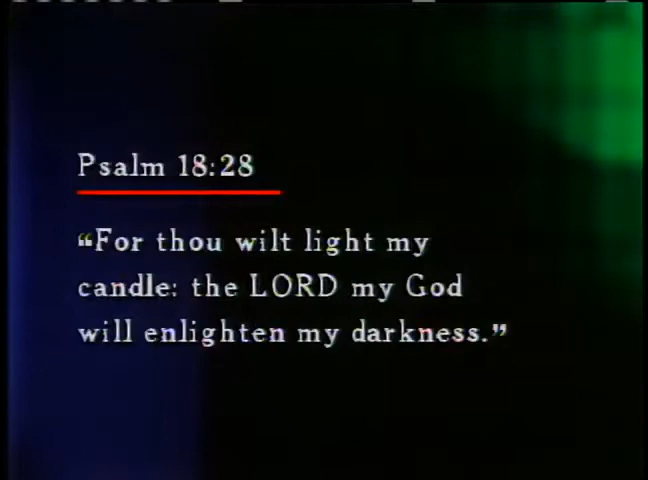 Psalm 18:28
“For thou wilt light my
candle: the LORD my God
will enlighten my darkness.”